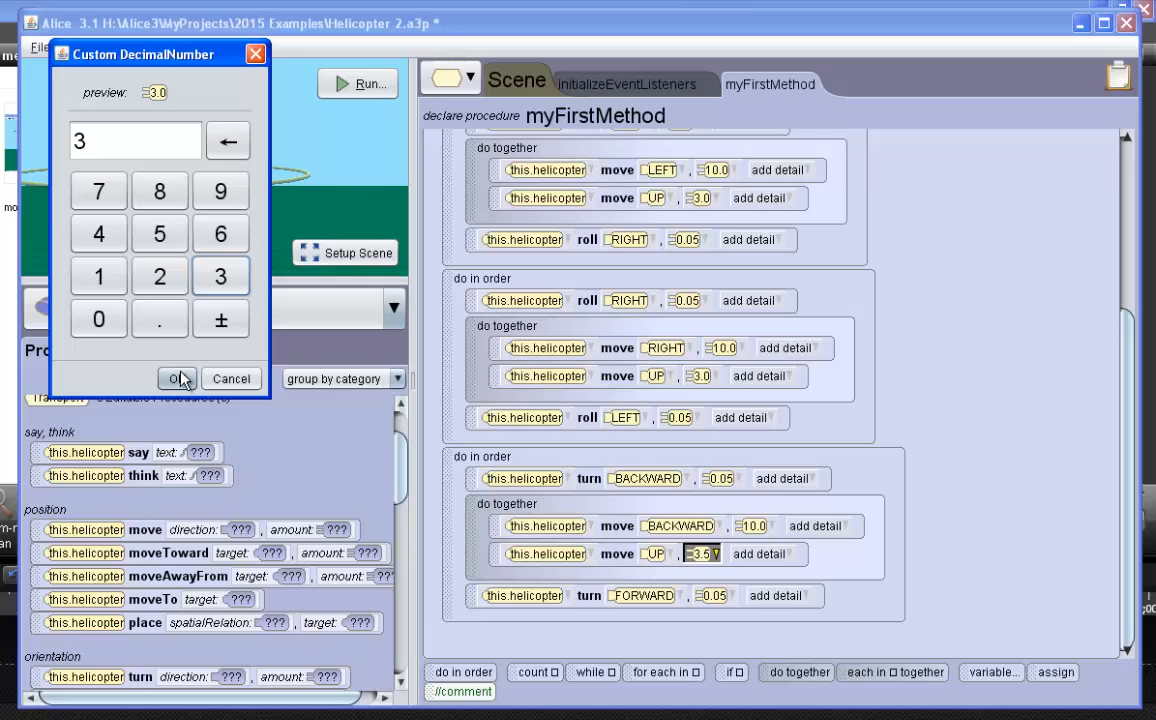 Alice 3.1 H:\Alice3\MyProjects\2015 Examples\Helicopter 2.a3p *
File
Custom DecimalNumber
preview: 3.0
3 ←
7 8 9
4 5 6
1 2 3
0 . ±
Cancel
Run...
Setup Scene
group by category
say, think
this.helicopter say text: ???
this.helicopter think text: ???
position
this.helicopter move direction: ??? , amount: ???
this.helicopter moveToward target: ??? , amount: ???
this.helicopter moveAwayFrom target: ??? , amount: ???
this.helicopter moveTo target: ???
this.helicopter place spatialRelation: ??? , target: ???
orientation
this.helicopter turn direction: ??? , amount: ???
Scene initializeEventListeners myFirstMethod
declare procedure myFirstMethod
do together
this.helicopter move LEFT , 10.0 add detail
this.helicopter move UP , 3.0 add detail
this.helicopter roll RIGHT , 0.05 add detail
do in order
this.helicopter roll RIGHT , 0.05 add detail
do together
this.helicopter move RIGHT , 10.0 add detail
this.helicopter move UP , 3.0 add detail
this.helicopter roll LEFT , 0.05 add detail
do in order
this.helicopter turn BACKWARD , 0.05 add detail
do together
this.helicopter move BACKWARD , 10.0 add detail
this.helicopter move UP , 3.5 add detail
this.helicopter turn FORWARD , 0.05 add detail
do in order count while for each in if do together each in together variable... assign
//comment